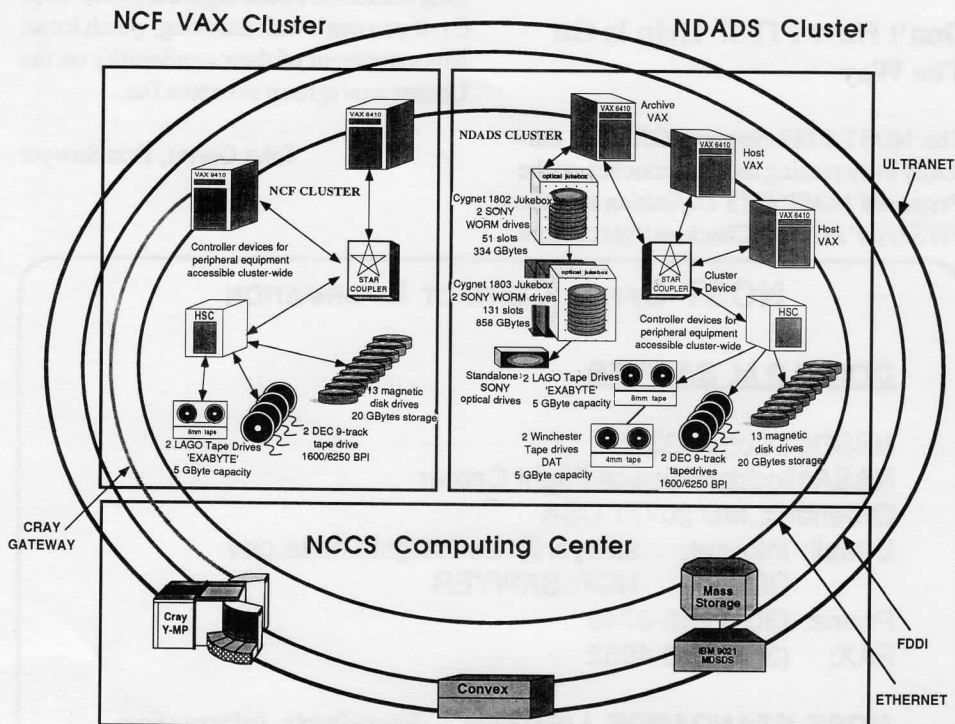 NCF VAX Cluster
NDADS Cluster
VAX 6410
VAX 9410
NCF CLUSTER
Controller devices for
peripheral equipment
accessible cluster-wide
STAR
COUPLER
HSC
8mm tape
2 LAGO Tape Drives
'EXABYTE'
5 GByte capacity
2 DEC 9-track
tape drive
1600/6250 BPI
13 magnetic
disk drives
20 GBytes storage
NDADS CLUSTER
VAX 6410
Archive
VAX
VAX 6410
Host
VAX
VAX 6410
Host
VAX
optical jukebox
Cygnet 1802 Jukebox
2 SONY
WORM drives
51 slots
334 GBytes
optical jukebox
Cygnet 1803 Jukebox
2 SONY WORM drives
131 slots
858 GBytes
Standalone
SONY
optical drives
STAR
COUPLER
Cluster
Device
Controller devices for
peripheral equipment
accessible cluster-wide
HSC
2 LAGO Tape Drives
'EXABYTE'
5 GByte capacity
8mm tape
2 Winchester
Tape drives
DAT
5 GByte capacity
4mm tape
2 DEC 9-track
tapedrives
1600/6250 BPI
13 magnetic
disk drives
20 GBytes storage
ULTRANET
CRAY
GATEWAY
NCCS Computing Center
Cray
Y-MP
Convex
Mass
Storage
IBM 9021
MDSDS
FDDI
ETHERNET